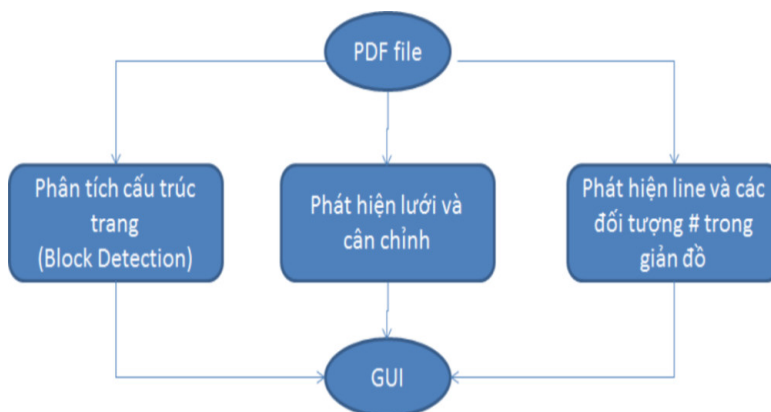 PDF file
Phân tích cấu trúc
trang
(Block Detection)
Phát hiện lưới và
cân chỉnh
Phát hiện line và các
đối tượng # trong
giản đồ
GUI